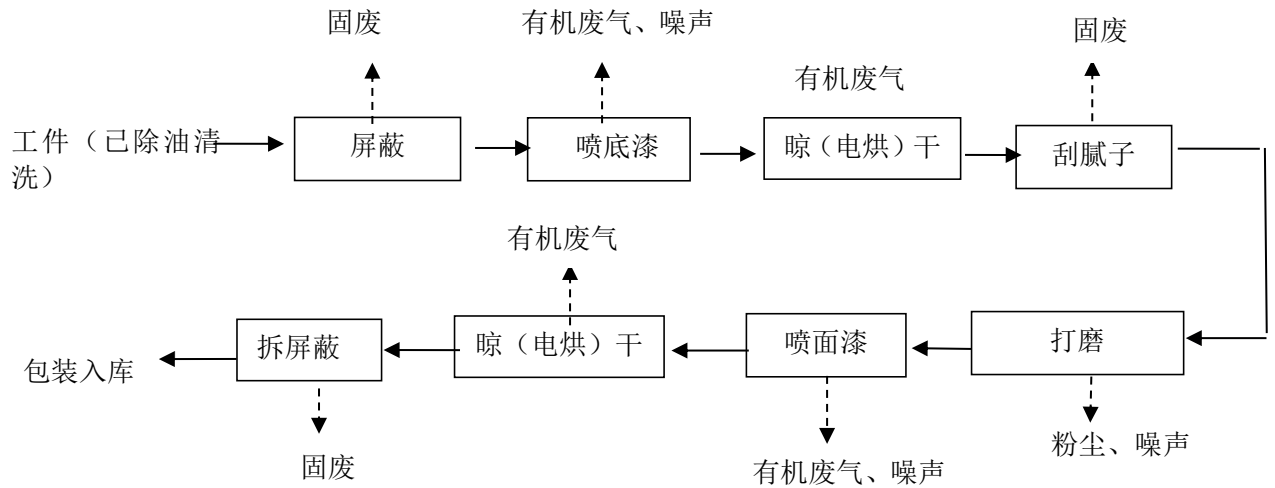 固废
有机废气、噪声
固废
有机废气
工件（已除油清
洗）
屏蔽
喷底漆
晾（电烘）干
刮腻子
有机废气
包装入库
拆屏蔽
晾（电烘）干
喷面漆
打磨
固废
有机废气、噪声
粉尘、噪声